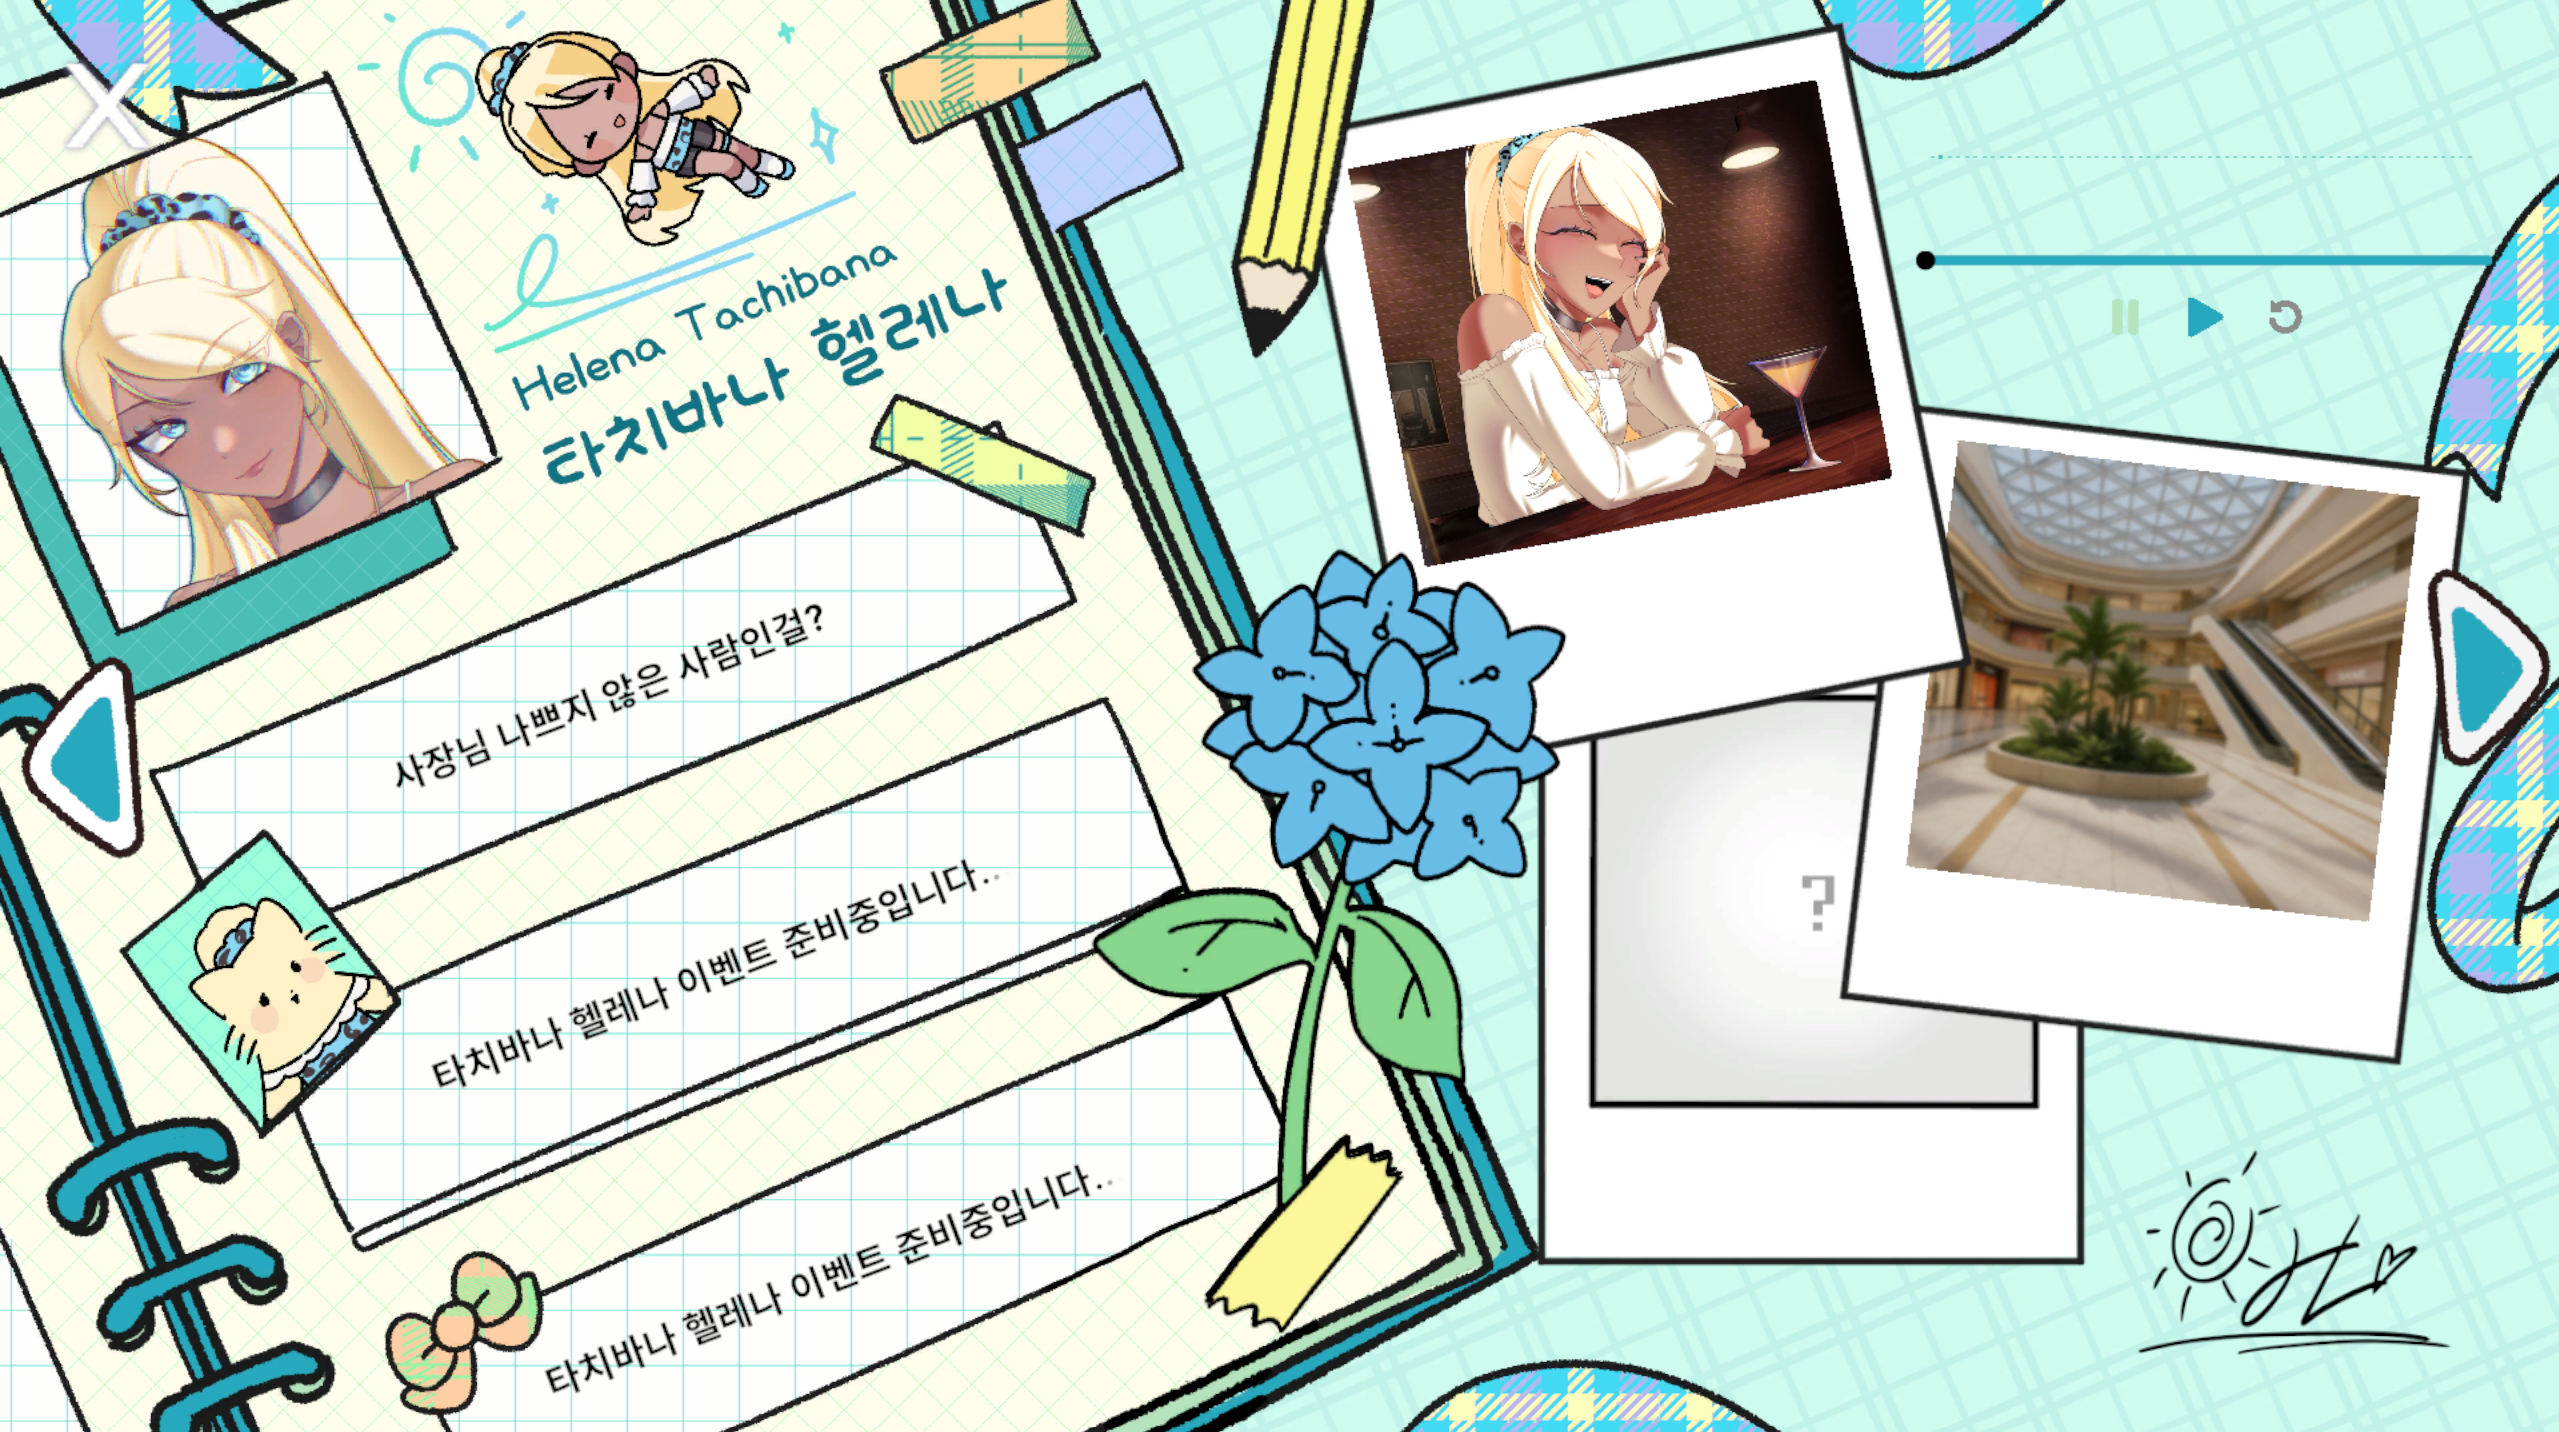 X
Helena Tachibana
타치바나 헬레나
사장님 나쁘지 않은 사람인걸?
타치바나 헬레나 이벤트 준비중입니다..
타치바나 헬레나 이벤트 준비중입니다..
?